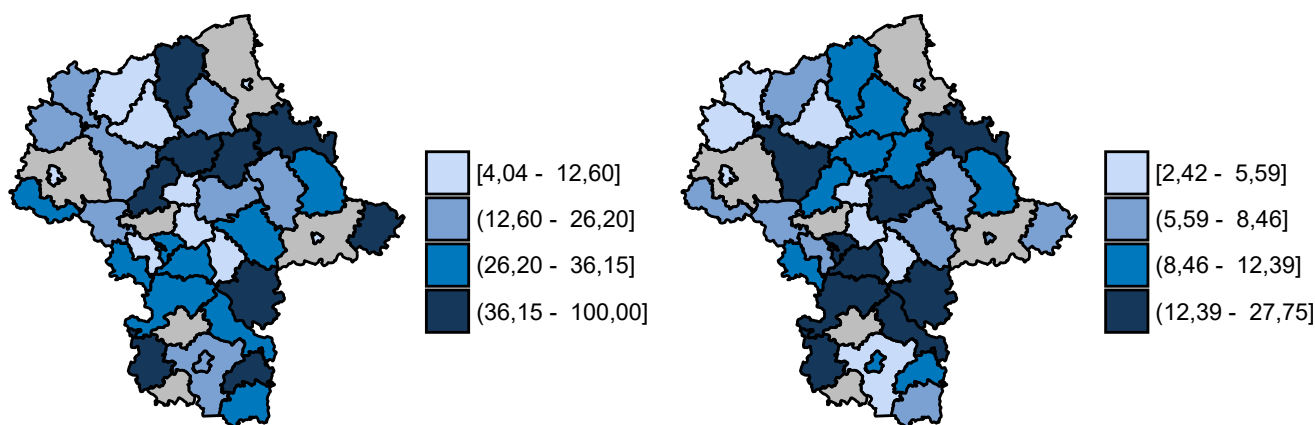 [4,04 - 12,60]
(12,60 - 26,20]
(26,20 - 36,15]
(36,15 - 100,00]
[2,42 - 5,59]
(5,59 - 8,46]
(8,46 - 12,39]
(12,39 - 27,75]